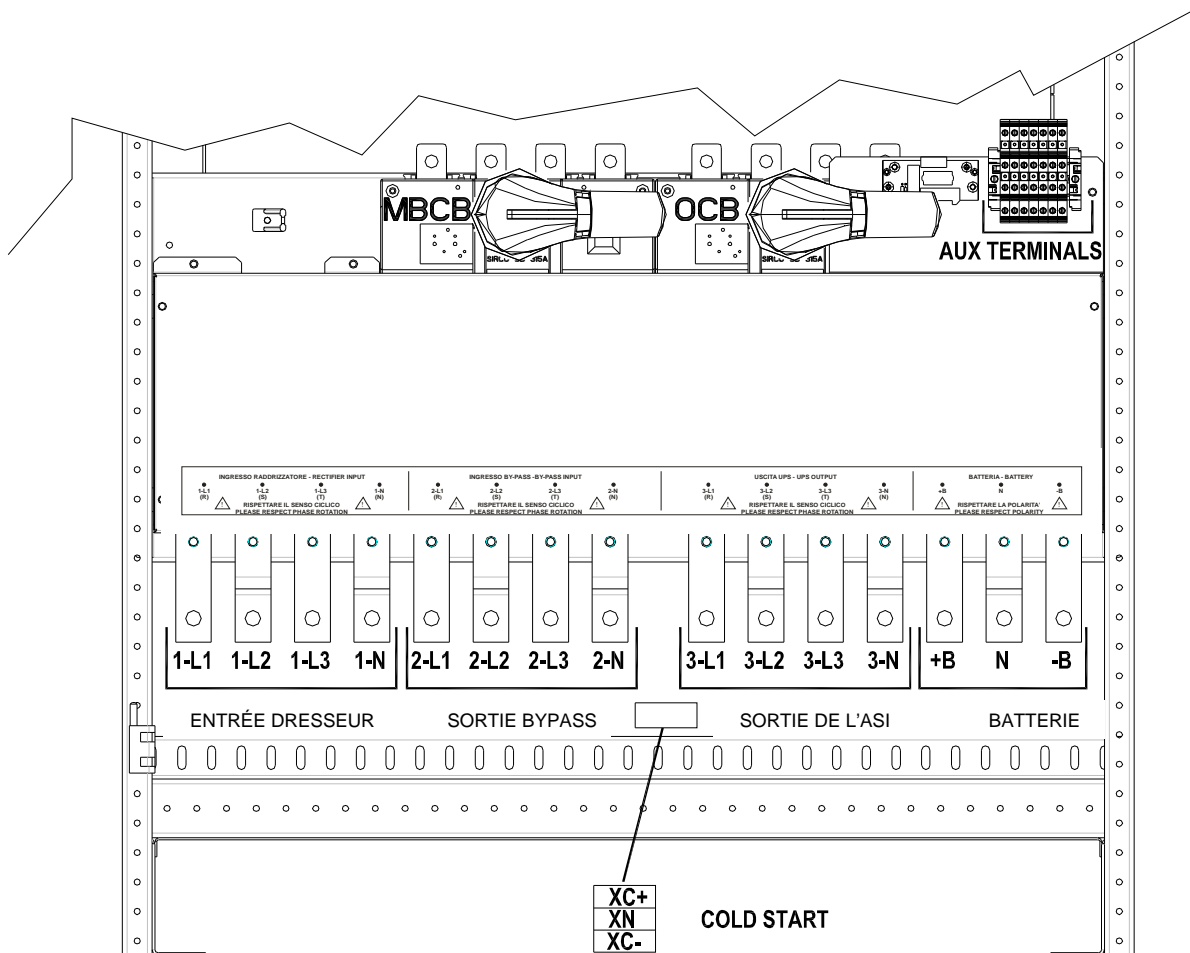 MBCB
OCB
AUX TERMINALS
INGRESSO RADDRIZZATORE - RECTIFIER INPUT
1-L1 (R)
1-L2 (S)
1-L3 (T)
1-N (N)
RISPETTARE IL SENSO CICLICO
PLEASE RESPECT PHASE ROTATION
INGRESSO BY-PASS -BY-PASS INPUT
2-L1 (R)
2-L2 (S)
2-L3 (T)
2-N (N)
RISPETTARE IL SENSO CICLICO
PLEASE RESPECT PHASE ROTATION
USCITA UPS - UPS OUTPUT
3-L1 (R)
3-L2 (S)
3-L3 (T)
3-N (N)
RISPETTARE IL SENSO CICLICO
PLEASE RESPECT PHASE ROTATION
BATTERIA - BATTERY
+B N -B
RISPETTARE LA POLARITA'
PLEASE RESPECT POLARITY
1-L1 1-L2 1-L3 1-N 2-L1 2-L2 2-L3 2-N 3-L1 3-L2 3-L3 3-N +B N -B
ENTRÉE DRESSEUR SORTIE BYPASS SORTIE DE L'ASI BATTERIE
XC+
XN
XC-
COLD START